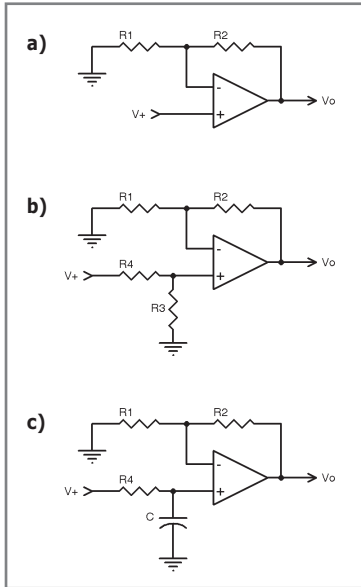 a)
R1
R2
-
+
V+
Vo
b)
R1
R2
-
V+
R4
+
Vo
R3
c)
R1
R2
-
V+
R4
+
Vo
C